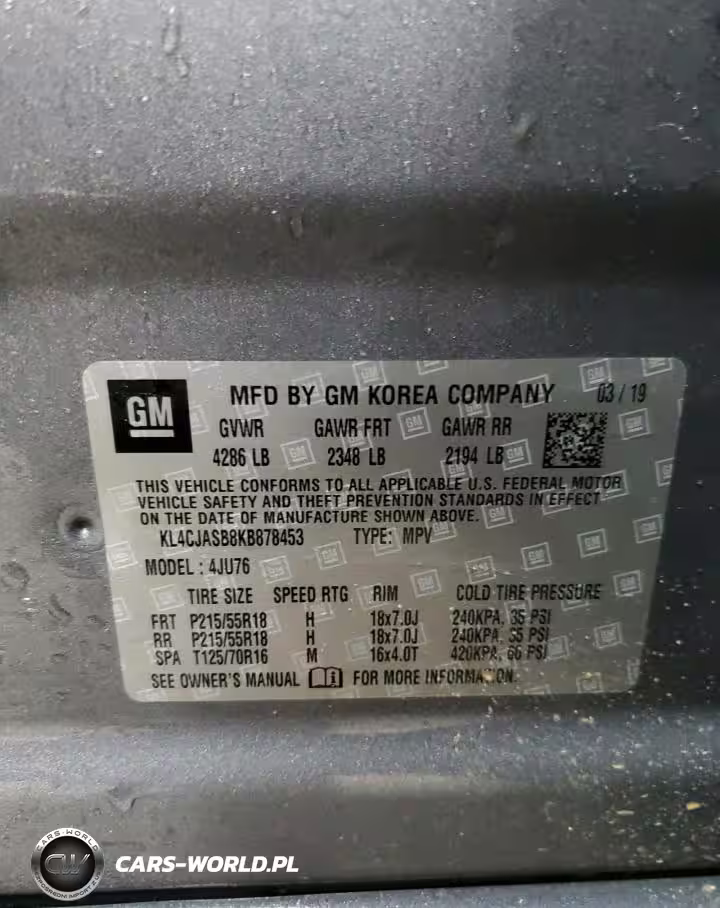 GM
MFD BY GM KOREA COMPANY 03 / 19
GVWR GAWR FRT GAWR RR
4286 LB 2348 LB 2194 LB
THIS VEHICLE CONFORMS TO ALL APPLICABLE U.S. FEDERAL MOTOR
VEHICLE SAFETY AND THEFT PREVENTION STANDARDS IN EFFECT
ON THE DATE OF MANUFACTURE SHOWN ABOVE.
KL4CJASB8KB878453 TYPE: MPV
MODEL: 4JU76
TIRE SIZE SPEED RTG RIM COLD TIRE PRESSURE
FRT P215/55R18 H 18x7.0J 240KPA, 35 PSI
RR P215/55R18 H 18x7.0J 240KPA, 35 PSI
SPA T125/70R16 M 16x4.0T 420KPA, 60 PSI
SEE OWNER'S MANUAL FOR MORE INFORMATION.
CARS-WORLD
CW
CARS-WORLD.PL